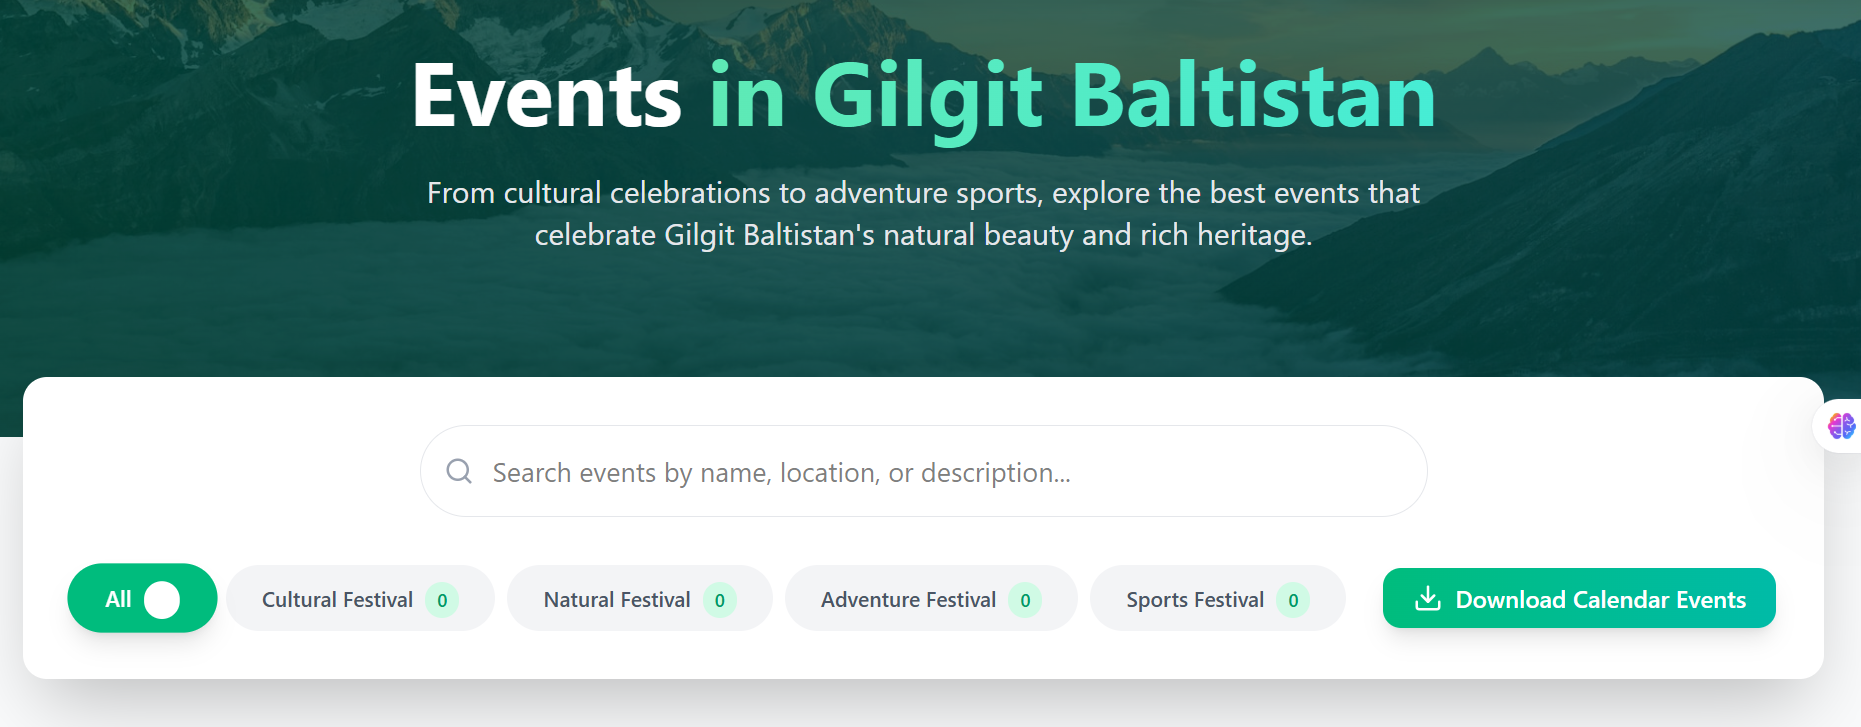 Events in Gilgit Baltistan
From cultural celebrations to adventure sports, explore the best events that
celebrate Gilgit Baltistan's natural beauty and rich heritage.
Search events by name, location, or description...
All
Cultural Festival 0
Natural Festival 0
Adventure Festival 0
Sports Festival 0
Download Calendar Events